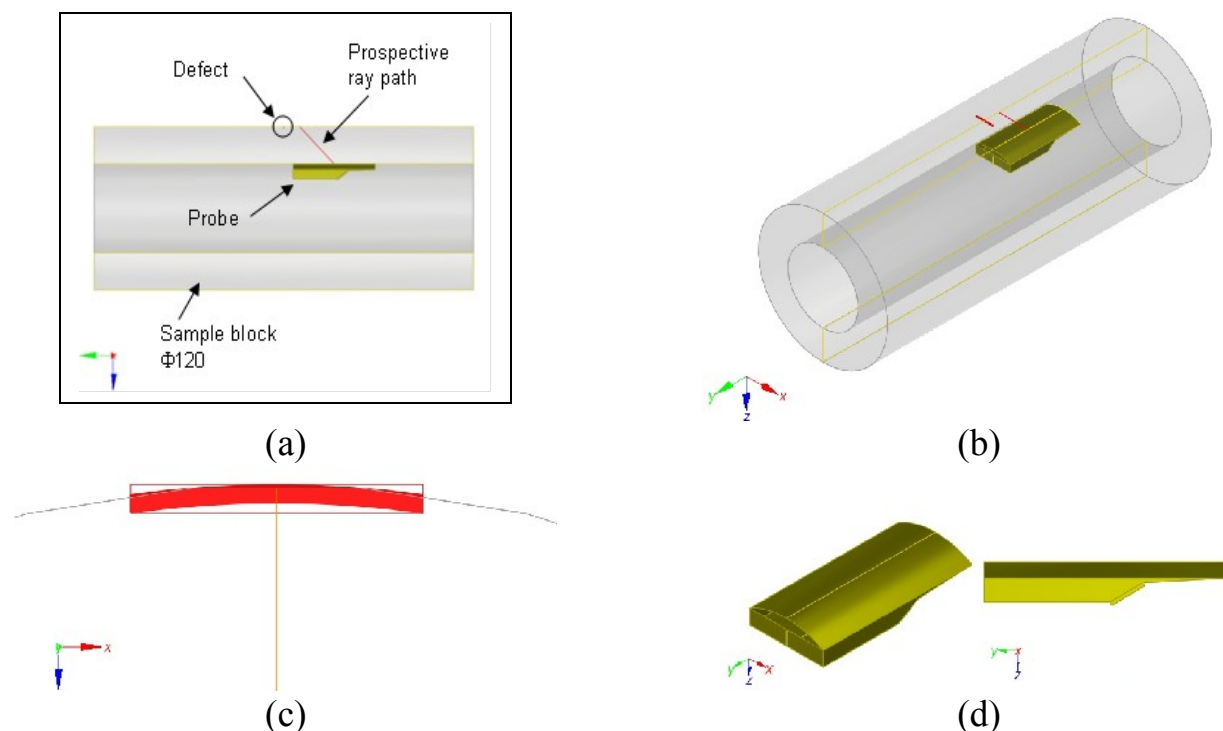 Defect
Prospective
ray path
Probe
Sample block
Φ120
(a)
y
z
x
(b)
y
x
(c)
y
z
x
y
x
z
(d)